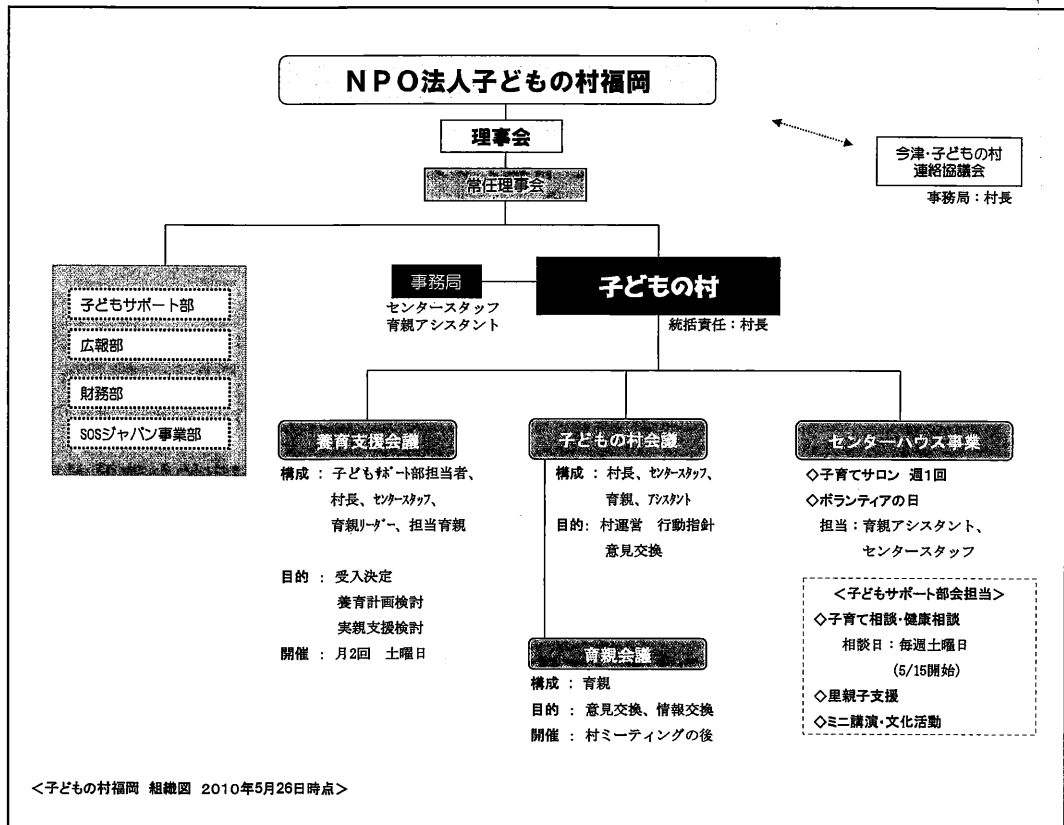 NPO法人子どもの村福岡
理事会
常任理事会
今津・子どもの村
連絡協議会
事務局：村長
子どもサポート部
広報部
財務部
SOSジャパン事業部
事務局
センタースタッフ
育親アシスタント
子どもの村
統括責任：村長
養育支援会議
構成 ： 子どもサポート部担当者、
村長、センタースタッフ、
育親リーダー、担当育親
目的 ： 受入決定
養育計画検討
実親支援検討
開催 ： 月2回　土曜日
子どもの村会議
構成 ： 村長、センタースタッフ、
育親、アシスタント
目的： 村運営　行動指針
意見交換
育親会議
構成 ： 育親
目的 ： 意見交換、情報交換
開催 ： 村ミーティングの後
センターハウス事業
◇子育てサロン 週1回
◇ボランティアの日
担当：育親アシスタント、
センタースタッフ
＜子どもサポート部会担当＞
◇子育て相談・健康相談
相談日：毎週土曜日
(5/15開始)
◇里親子支援
◇ミニ講演・文化活動
＜子どもの村福岡 組織図 2010年5月26日時点＞